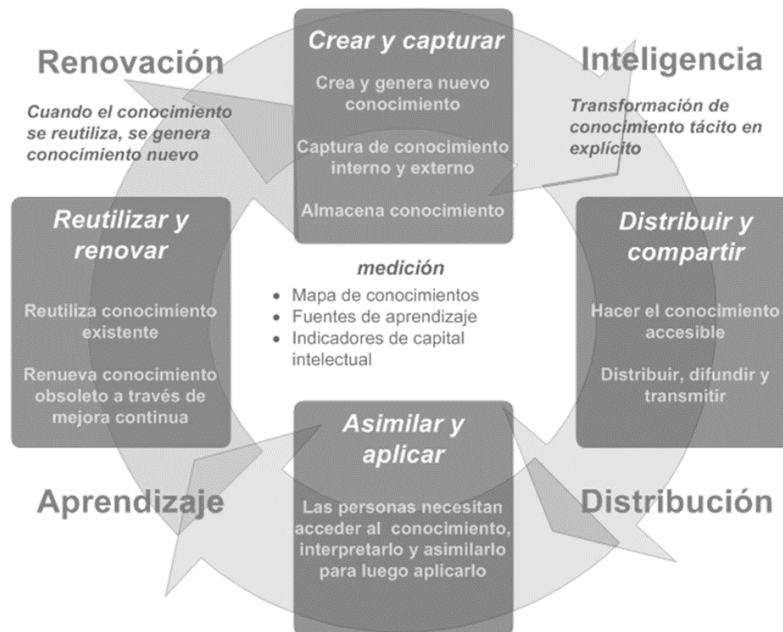 Crear y capturar
Crea y genera nuevo
conocimiento
Captura de conocimiento
interno y externo
Almacena conocimiento
Renovación
Cuando el conocimiento
se reutiliza, se genera
conocimiento nuevo
Inteligencia
Transformación de
conocimiento tácito en
explícito
Reutilizar y
renovar
Reutiliza conocimiento
existente
Renueva conocimiento
obsoleto a través de
mejora continua
medición
• Mapa de conocimientos
• Fuentes de aprendizaje
• Indicadores de capital
intelectual
Distribuir y
compartir
Hacer el conocimiento
accesible
Distribuir, difundir y
transmitir
Asimilar y
aplicar
Las personas necesitan
acceder al conocimiento,
interpretarlo y asimilarlo
para luego aplicarlo
Aprendizaje
Distribución